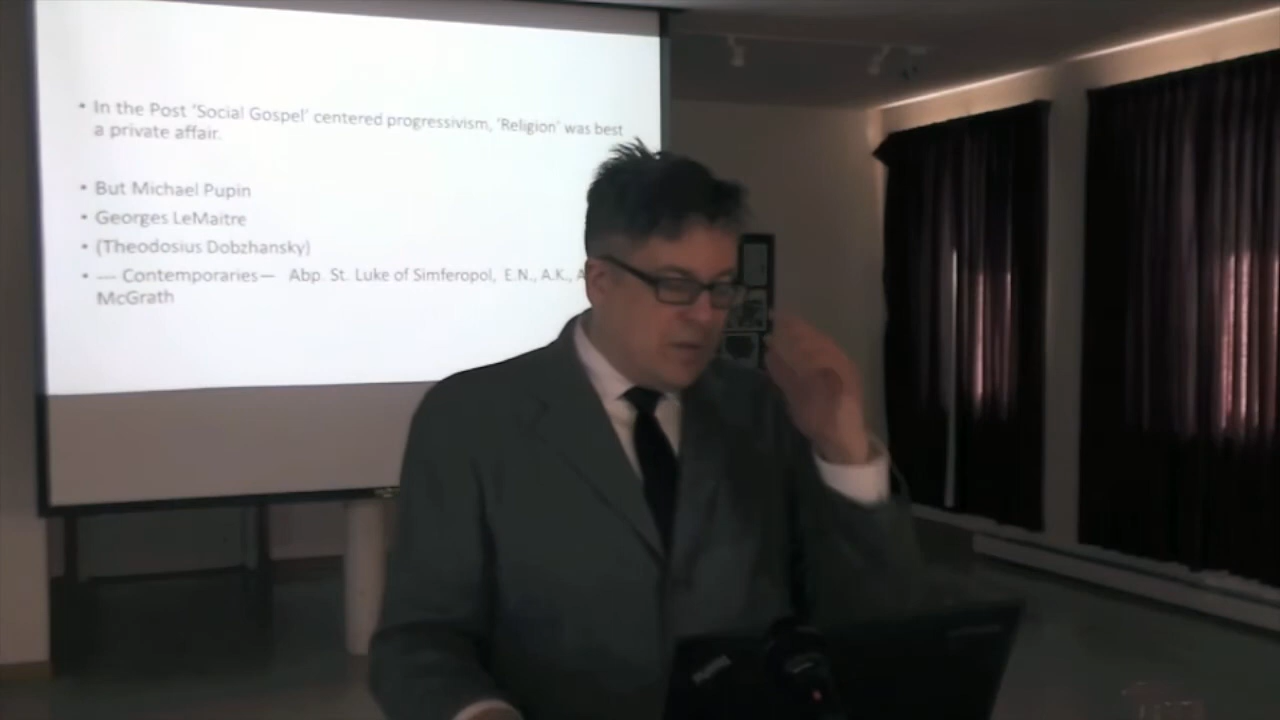 • In the Post ‘Social Gospel’ centered progressivism, ‘Religion’ was best
a private affair.
• But Michael Pupin
• Georges LeMaitre
• (Theodosius Dobzhansky)
• — Contemporaries— Abp. St. Luke of Simferopol, E.N., A.K., A
McGrath